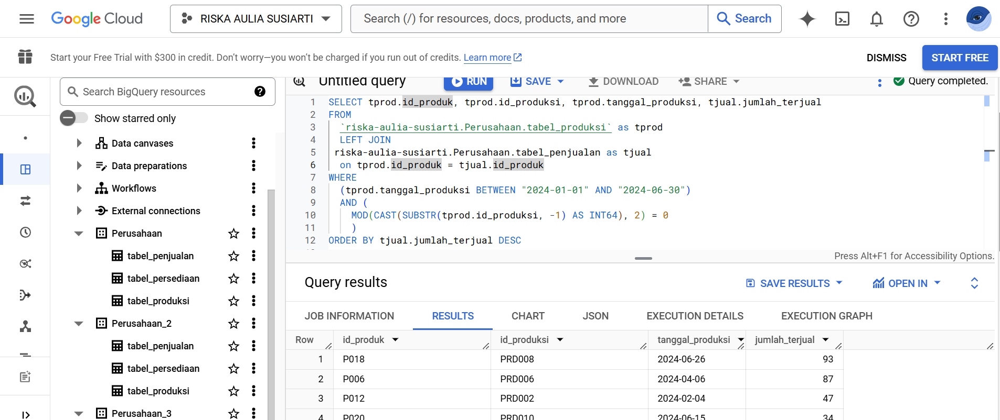 Google Cloud
RISKA AULIA SUSIARTI
Search (/) for resources, docs, products, and more
Search
Start your Free Trial with $300 in credit. Don’t worry—you won’t be charged if you run out of credits. Learn more
DISMISS
START FREE
Search BigQuery resources
Show starred only
Data canvases
Data preparations
Workflows
External connections
Perusahaan
tabel_penjualan
tabel_persediaan
tabel_produksi
Perusahaan_2
tabel_penjualan
tabel_persediaan
tabel_produksi
Perusahaan_3
Untitled query
RUN
SAVE
DOWNLOAD
SHARE
Query completed.
1 SELECT tprod.id_produk, tprod.id_produksi, tprod.tanggal_produksi, tjual.jumlah_terjual
2 FROM
3 `riska-aulia-susiarti.Perusahaan.tabel_produksi` as tprod
4 LEFT JOIN
5 riska-aulia-susiarti.Perusahaan.tabel_penjualan as tjual
6 on tprod.id_produk = tjual.id_produk
7 WHERE
8 (tprod.tanggal_produksi BETWEEN "2024-01-01" AND "2024-06-30")
9 AND (
10 MOD(CAST(SUBSTR(tprod.id_produksi, -1) AS INT64), 2) = 0
11 )
12 ORDER BY tjual.jumlah_terjual DESC
Press Alt+F1 for Accessibility Options.
Query results
SAVE RESULTS
OPEN IN
JOB INFORMATION RESULTS CHART JSON EXECUTION DETAILS EXECUTION GRAPH
Row id_produk id_produksi tanggal_produksi jumlah_terjual
1 P018 PRD008 2024-06-26 93
2 P006 PRD006 2024-04-06 87
3 P012 PRD002 2024-02-04 47
4 P020 PRD010 2024-06-15 34